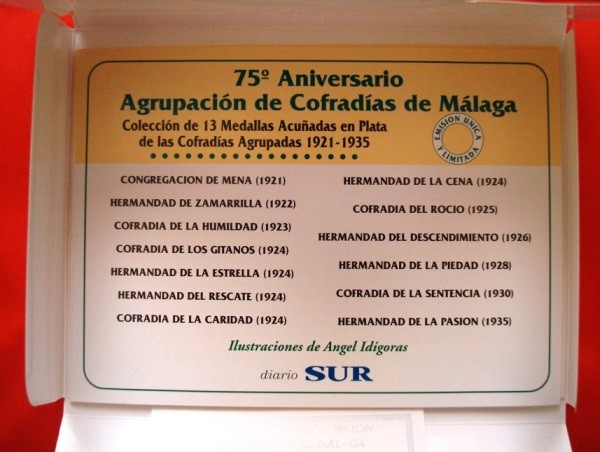 75º Aniversario
Agrupación de Cofradías de Málaga
Colección de 13 Medallas Acuñadas en Plata
de las Cofradías Agrupadas 1921-1935
EMISION UNICA
Y LIMITADA
CONGREGACION DE MENA (1921)
HERMANDAD DE ZAMARRILLA (1922)
COFRADIA DE LA HUMILDAD (1923)
COFRADIA DE LOS GITANOS (1924)
HERMANDAD DE LA ESTRELLA (1924)
HERMANDAD DEL RESCATE (1924)
COFRADIA DE LA CARIDAD (1924)
HERMANDAD DE LA CENA (1924)
COFRADIA DEL ROCIO (1925)
HERMANDAD DEL DESCENDIMIENTO (1926)
HERMANDAD DE LA PIEDAD (1928)
COFRADIA DE LA SENTENCIA (1930)
HERMANDAD DE LA PASION (1935)
Ilustraciones de Angel Idígoras
diario SUR
MALAGA